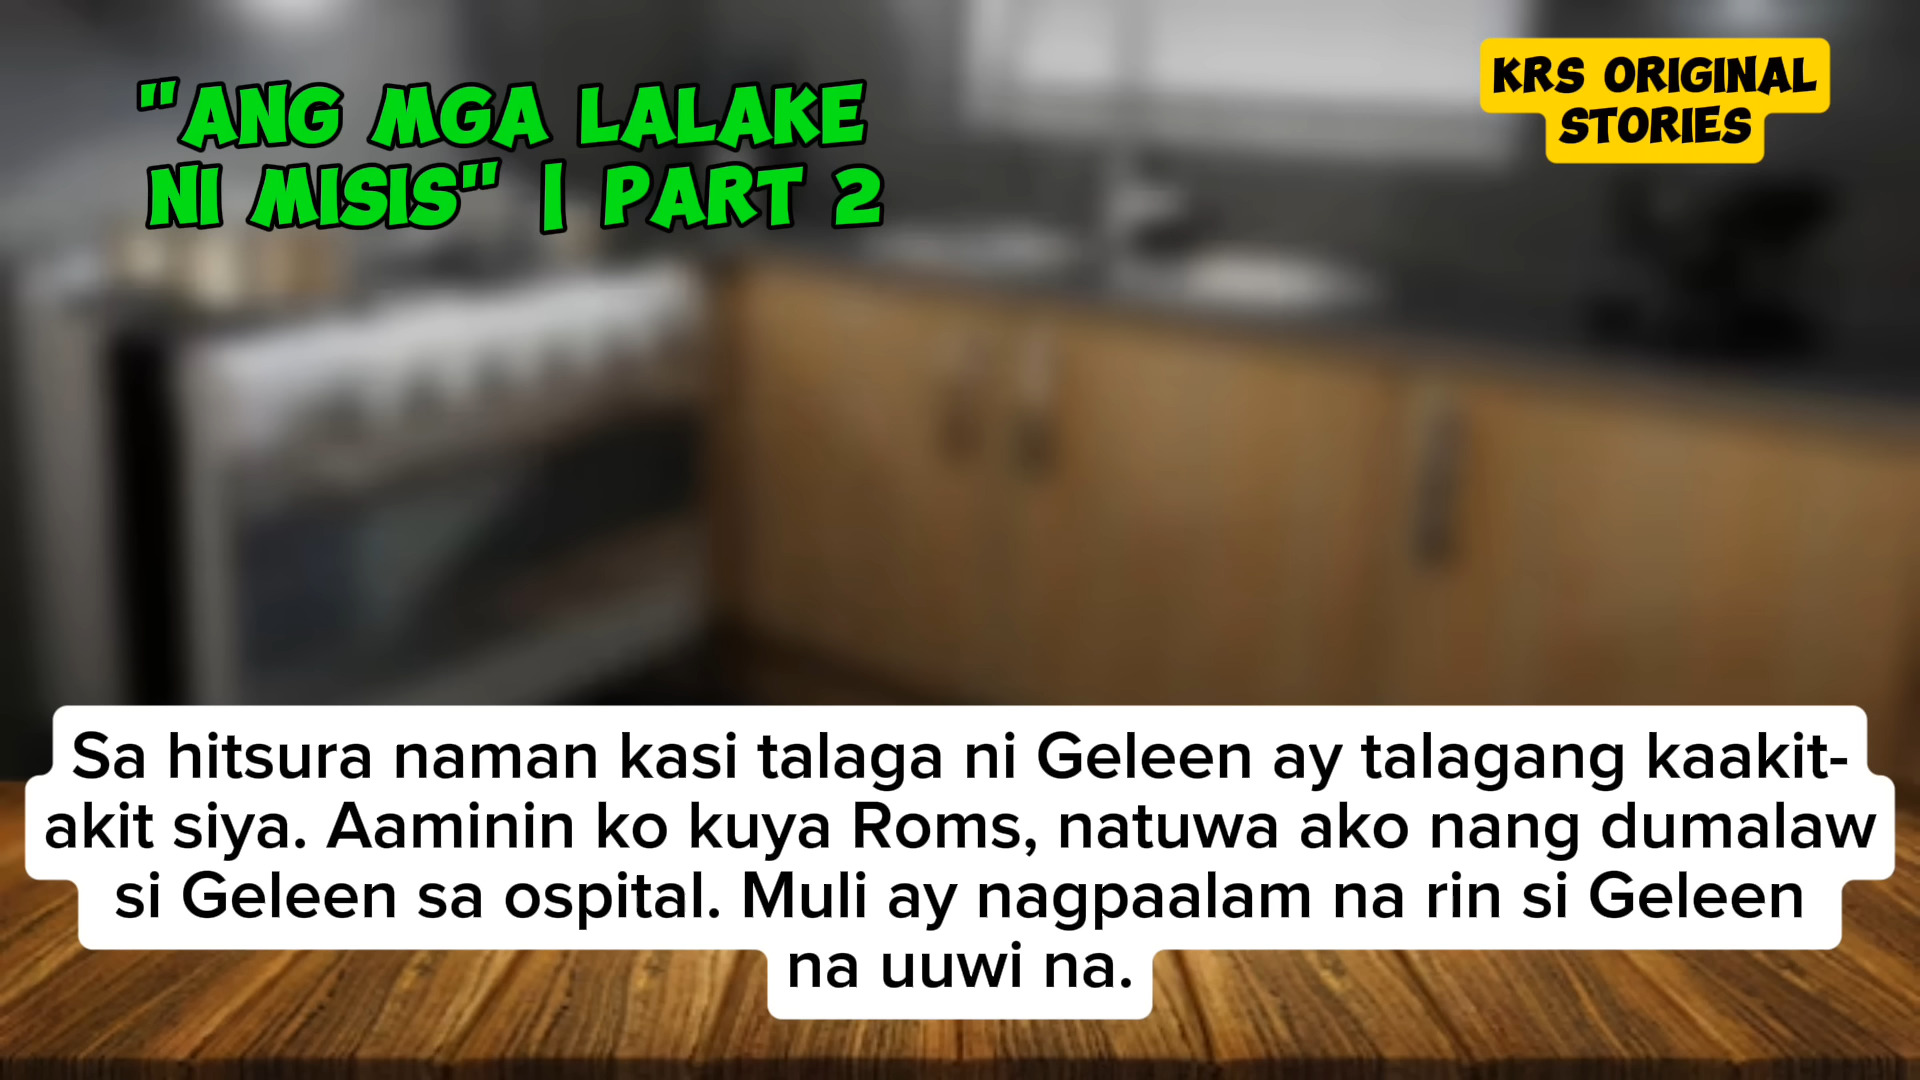 "ANG MGA LALAKE
NI MISIS" | PART 2
KRS ORIGINAL
STORIES
Sa hitsura naman kasi talaga ni Geleen ay talagang kaakit-
akit siya. Aaminin ko kuya Roms, natuwa ako nang dumalaw
si Geleen sa ospital. Muli ay nagpaalam na rin si Geleen
na uuwi na.